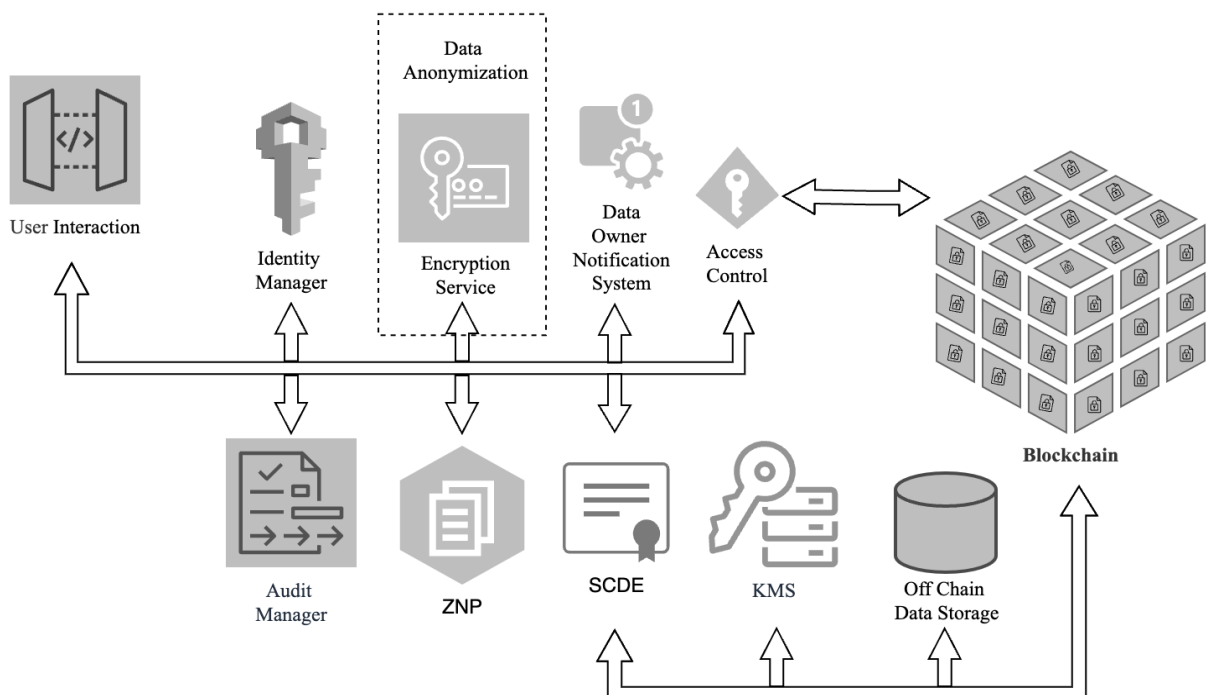 Data
Anonymization
1
</>
User Interaction
Identity
Manager
Encryption
Service
Data
Owner
Notification
System
Access
Control
Blockchain
Audit
Manager
ZNP
SCDE
KMS
Off Chain
Data Storage